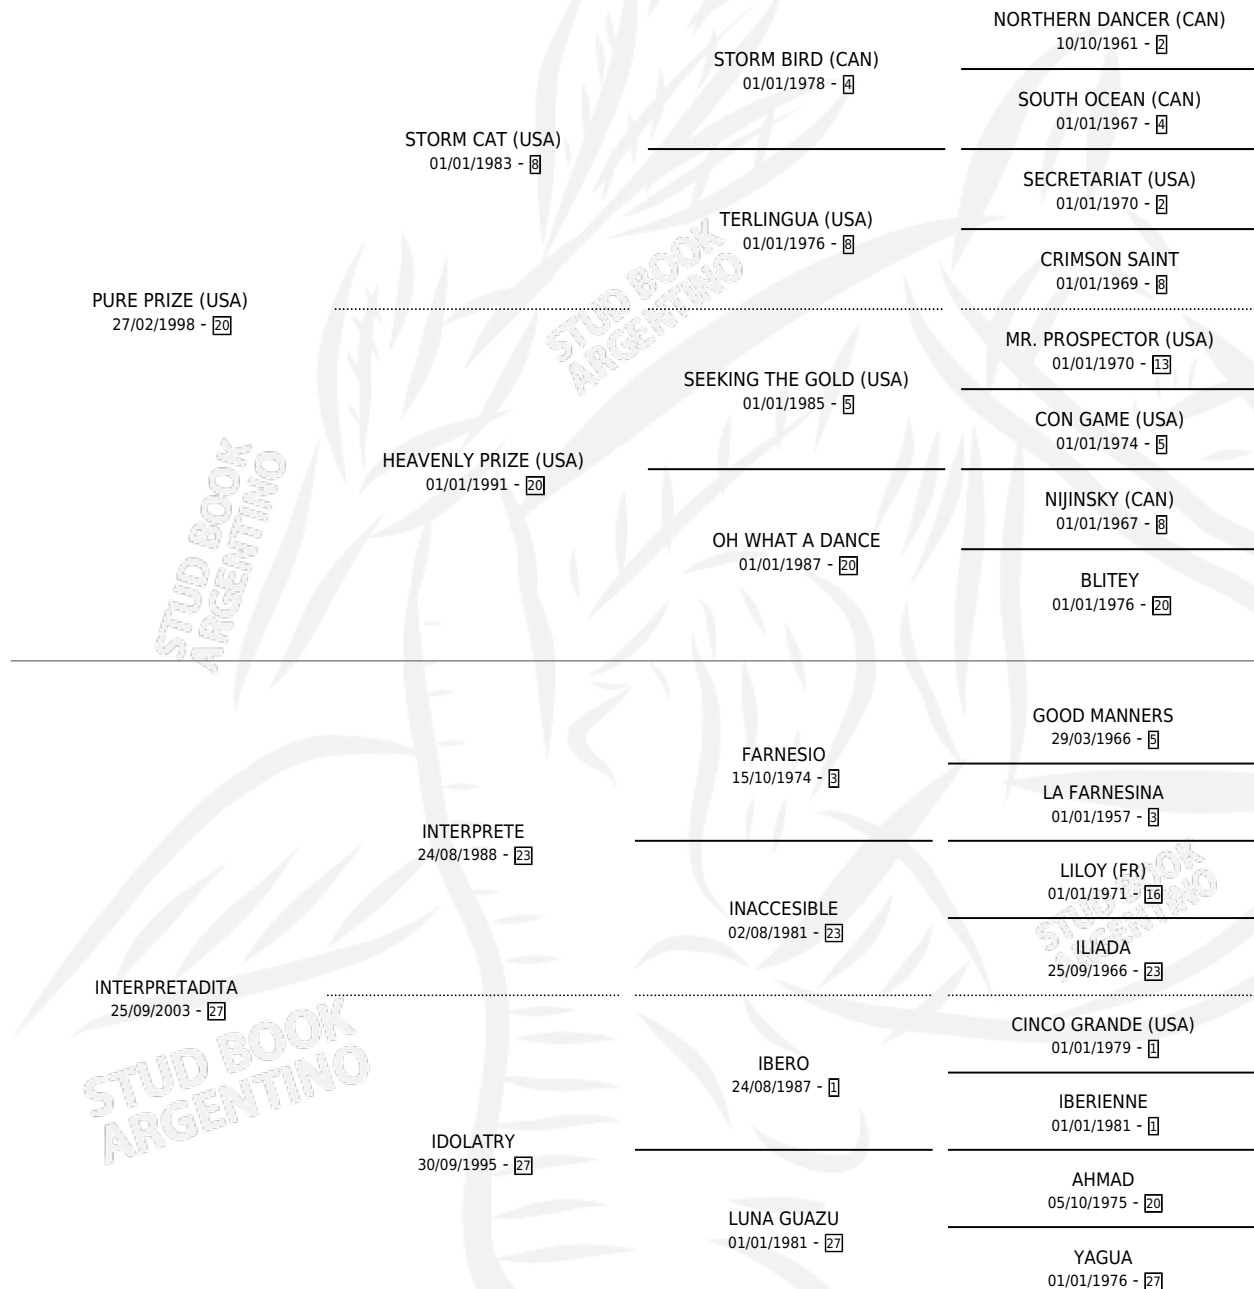 NORTHERN DANCER (CAN)
10/10/1961 - 2
STORM BIRD (CAN)
01/01/1978 - 4
SOUTH OCEAN (CAN)
01/01/1967 - 4
STORM CAT (USA)
01/01/1983 - 8
SECRETARIAT (USA)
01/01/1970 - 2
TERLINGUA (USA)
01/01/1976 - 8
CRIMSON SAINT
01/01/1969 - 8
PURE PRIZE (USA)
27/02/1998 - 20
STUD BOOK
ARGENTINO
MR. PROSPECTOR (USA)
01/01/1970 - 13
SEEKING THE GOLD (USA)
01/01/1985 - 5
CON GAME (USA)
01/01/1974 - 5
HEAVENLY PRIZE (USA)
01/01/1991 - 20
NIJINSKY (CAN)
01/01/1967 - 8
OH WHAT A DANCE
01/01/1987 - 20
BLITEY
01/01/1976 - 20
STUD BOOK
ARGENTINO
GOOD MANNERS
29/03/1966 - 5
FARNESIO
15/10/1974 - 3
LA FARNESINA
01/01/1957 - 3
INTERPRETE
24/08/1988 - 23
LILOY (FR)
01/01/1971 - 16
INACCESIBLE
02/08/1981 - 23
STUD BOOK
ARGENTINO
ILIADA
25/09/1966 - 23
INTERPRETADITA
25/09/2003 - 27
CINCO GRANDE (USA)
01/01/1979 - 1
IBERO
24/08/1987 - 1
IBERIENNE
01/01/1981 - 1
STUD BOOK
ARGENTINO
IDOLATRY
30/09/1995 - 27
AHMAD
05/10/1975 - 20
LUNA GUAZU
01/01/1981 - 27
YAGUA
01/01/1976 - 27